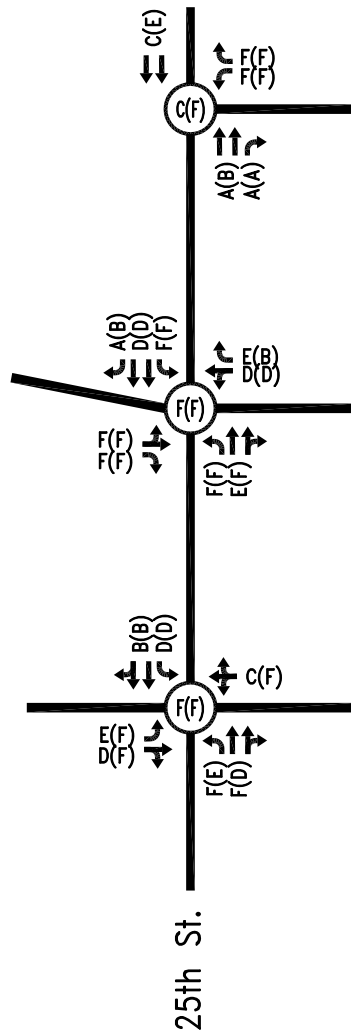 C(E)
C(F)
F(F)
F(F)
A(B)
A(A)
A(B)
D(D)
F(F)
F(F)
F(F)
F(F)
E(B)
D(D)
F(F)
E(F)
B(B)
D(D)
E(F)
D(F)
F(F)
C(F)
F(E)
F(D)
25th St.